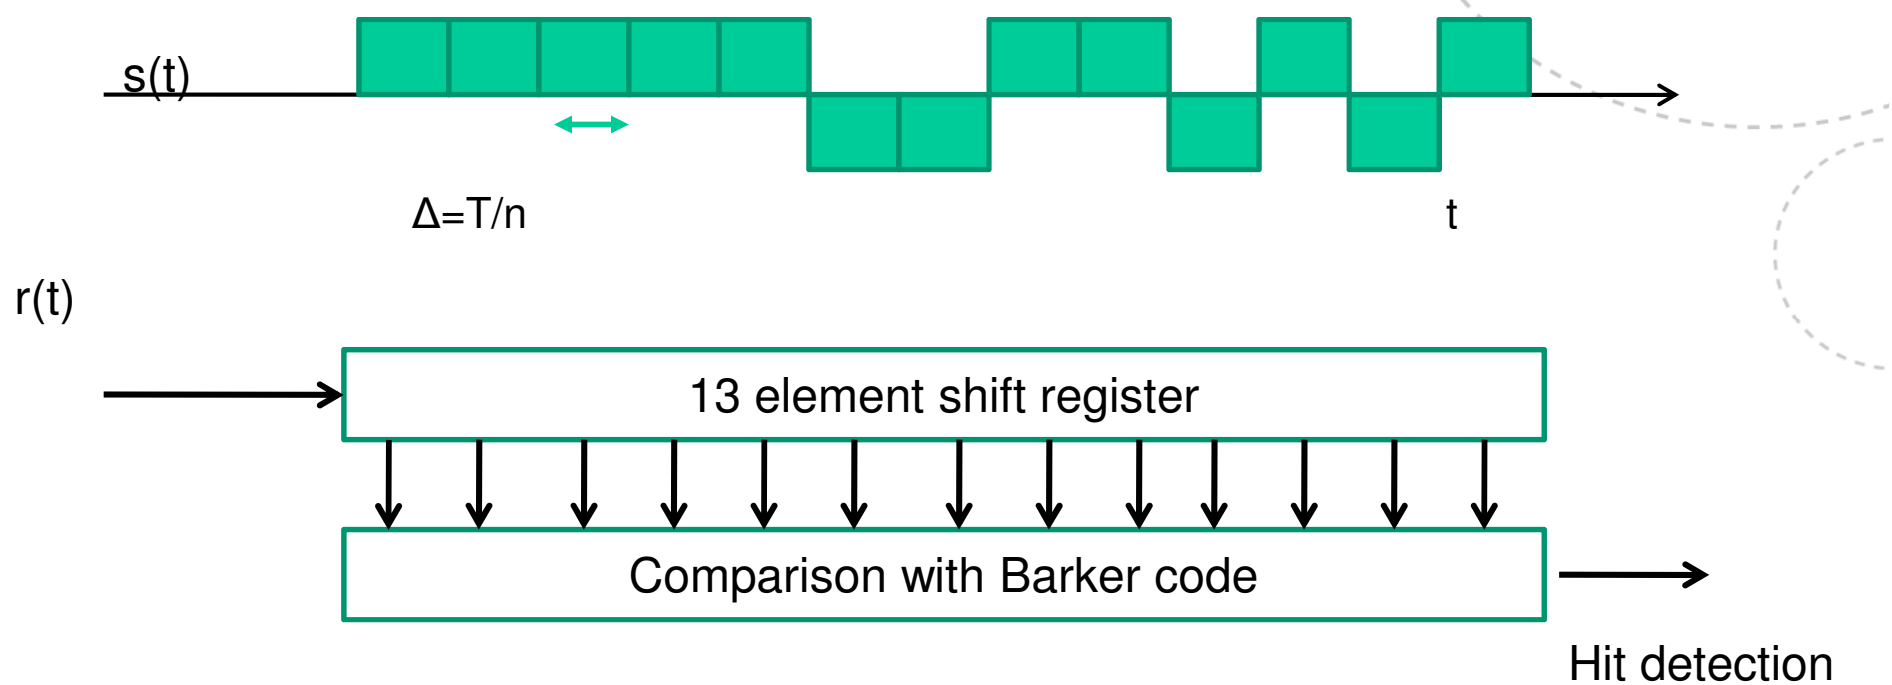 s(t)
Δ=T/n
t
r(t)
13 element shift register
Comparison with Barker code
Hit detection